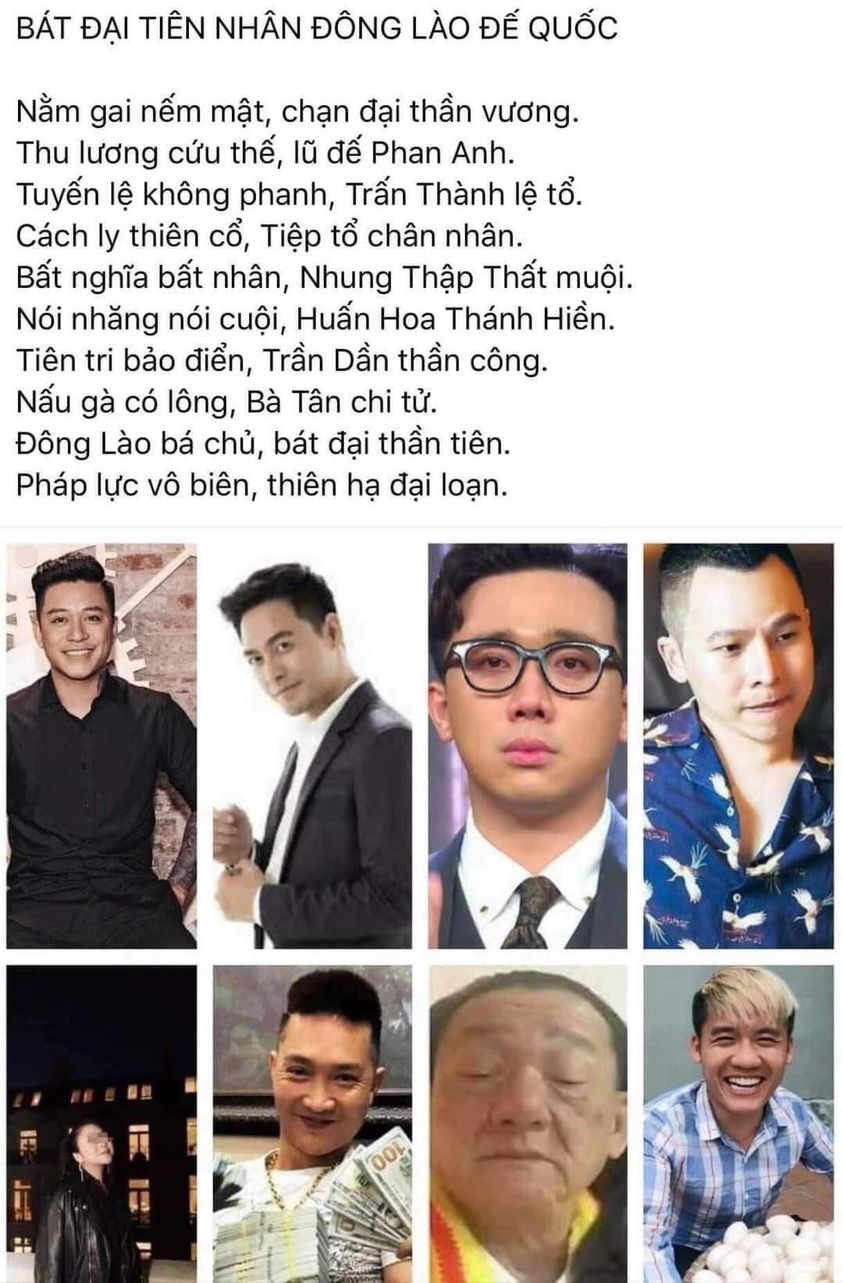 BÁT ĐẠI TIÊN NHÂN ĐÔNG LÀO ĐẾ QUỐC
Nằm gai nếm mật, chạn đại thần vương.
Thu lương cứu thế, lũ đế Phan Anh.
Tuyến lệ không phanh, Trấn Thành lệ tổ.
Cách ly thiên cổ, Tiệp tổ chân nhân.
Bất nghĩa bất nhân, Nhung Thập Thất muội.
Nói nhăng nói cuội, Huấn Hoa Thánh Hiền.
Tiên tri bảo điển, Trần Dần thần công.
Nấu gà có lông, Bà Tân chi tử.
Đông Lào bá chủ, bát đại thần tiên.
Pháp lực vô biên, thiên hạ đại loạn.
100